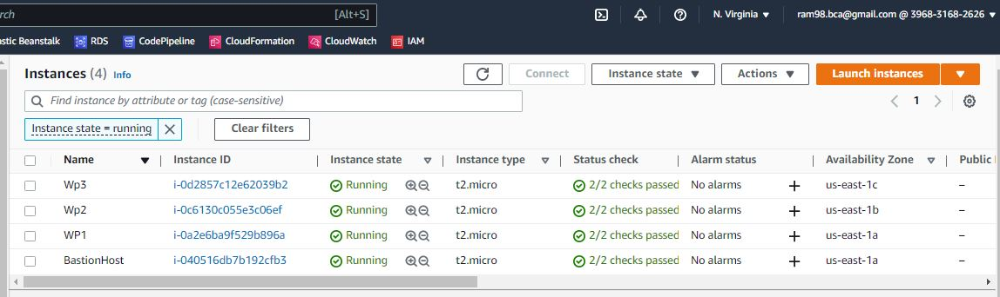 rch [Alt+S] N. Virginia ram98.bca@gmail.com @ 3968-3168-2626
stic Beanstalk RDS CodePipeline CloudFormation CloudWatch IAM
Instances (4) Info Connect Instance state Actions Launch instances
Find instance by attribute or tag (case-sensitive) 1
Instance state = running Clear filters
Name Instance ID Instance state Instance type Status check Alarm status Availability Zone Public
Wp3 i-0d2857c12e62039b2 Running t2.micro 2/2 checks passed No alarms + us-east-1c –
Wp2 i-0c6130c055e3c06ef Running t2.micro 2/2 checks passed No alarms + us-east-1b –
WP1 i-0a2e6ba9f529b896a Running t2.micro 2/2 checks passed No alarms + us-east-1a –
BastionHost i-040516db7b192cfb3 Running t2.micro 2/2 checks passed No alarms + us-east-1a –